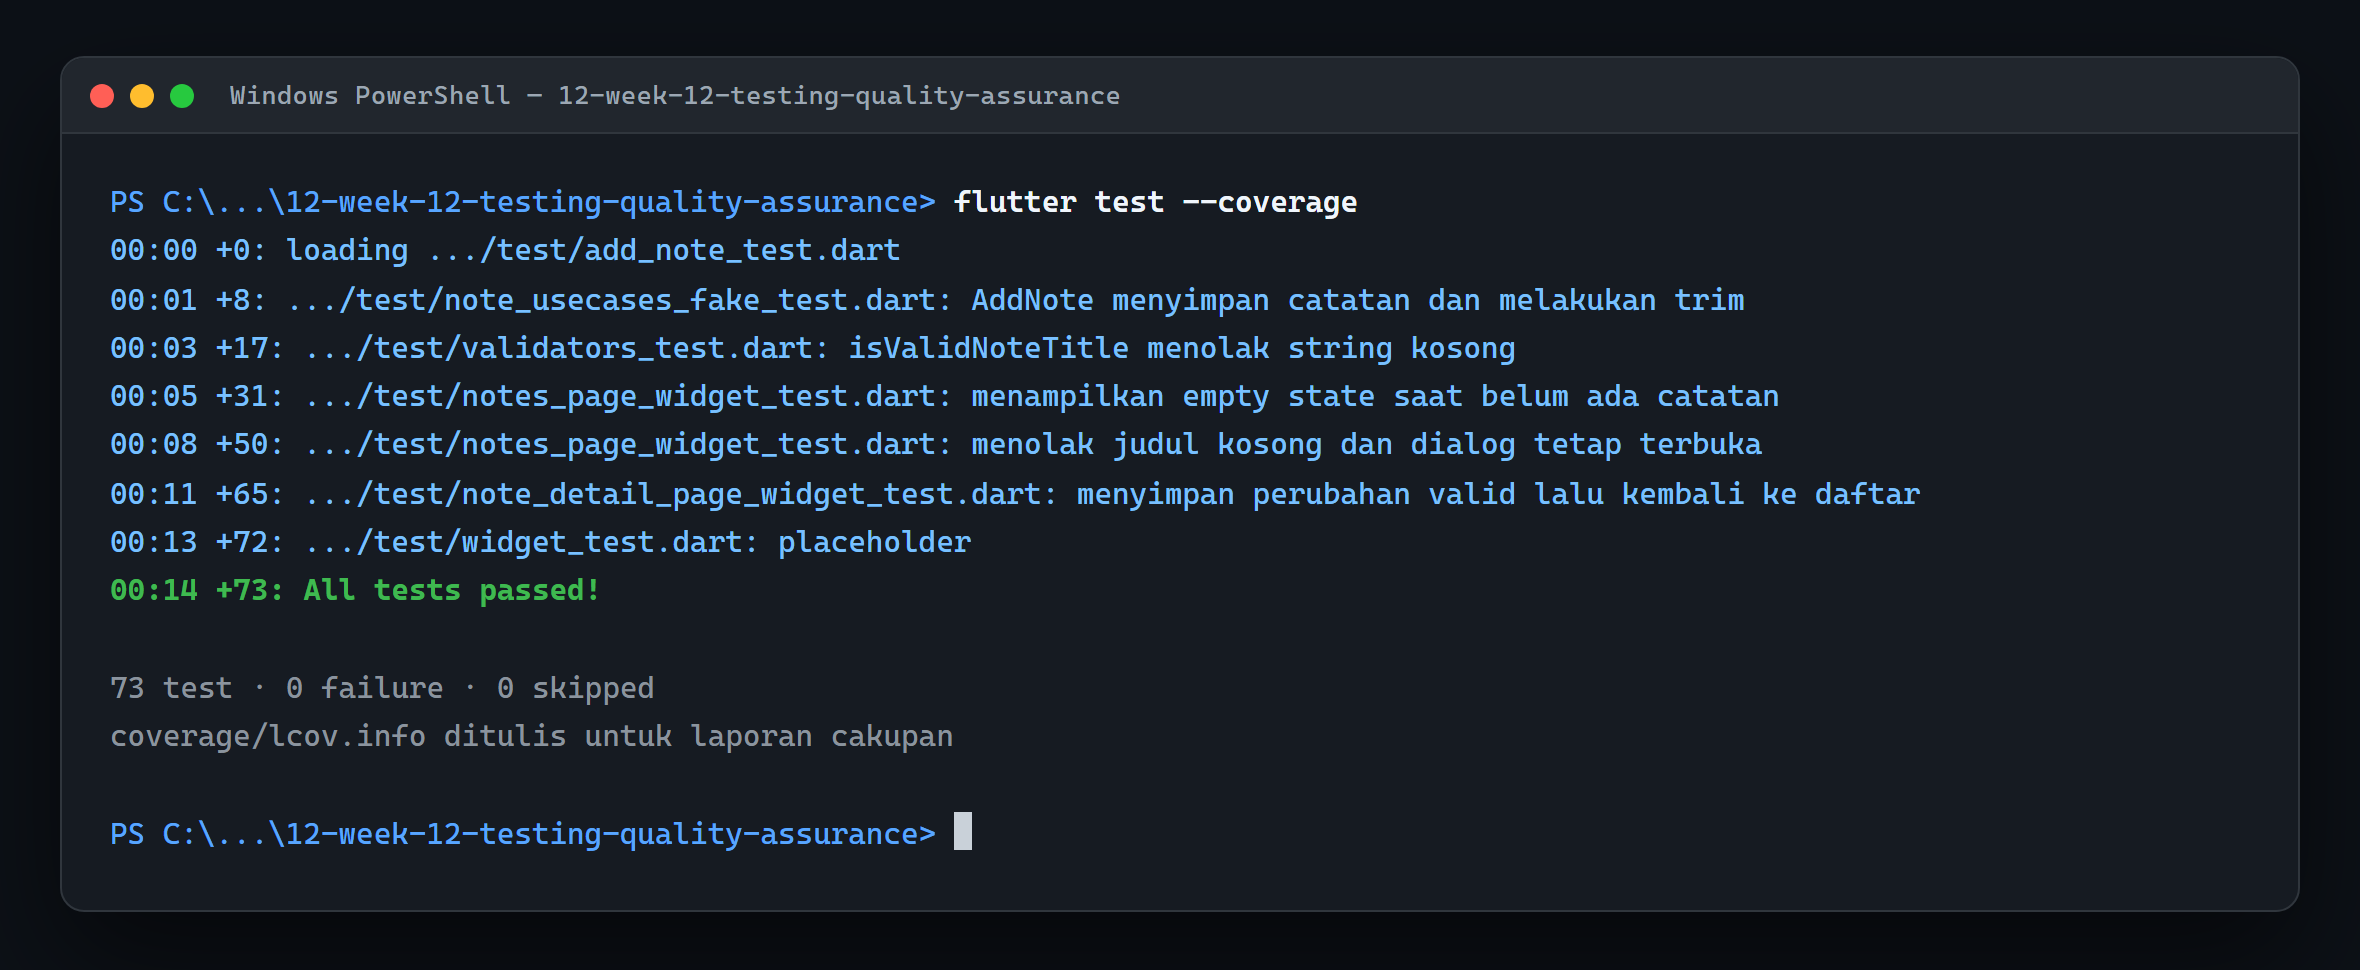 Windows PowerShell — 12-week-12-testing-quality-assurance
PS C:\...\12-week-12-testing-quality-assurance> flutter test --coverage
00:00 +0: loading .../test/add_note_test.dart
00:01 +8: .../test/note_usecases_fake_test.dart: AddNote menyimpan catatan dan melakukan trim
00:03 +17: .../test/validators_test.dart: isValidNoteTitle menolak string kosong
00:05 +31: .../test/notes_page_widget_test.dart: menampilkan empty state saat belum ada catatan
00:08 +50: .../test/notes_page_widget_test.dart: menolak judul kosong dan dialog tetap terbuka
00:11 +65: .../test/note_detail_page_widget_test.dart: menyimpan perubahan valid lalu kembali ke daftar
00:13 +72: .../test/widget_test.dart: placeholder
00:14 +73: All tests passed!
73 test · 0 failure · 0 skipped
coverage/lcov.info ditulis untuk laporan cakupan
PS C:\...\12-week-12-testing-quality-assurance>